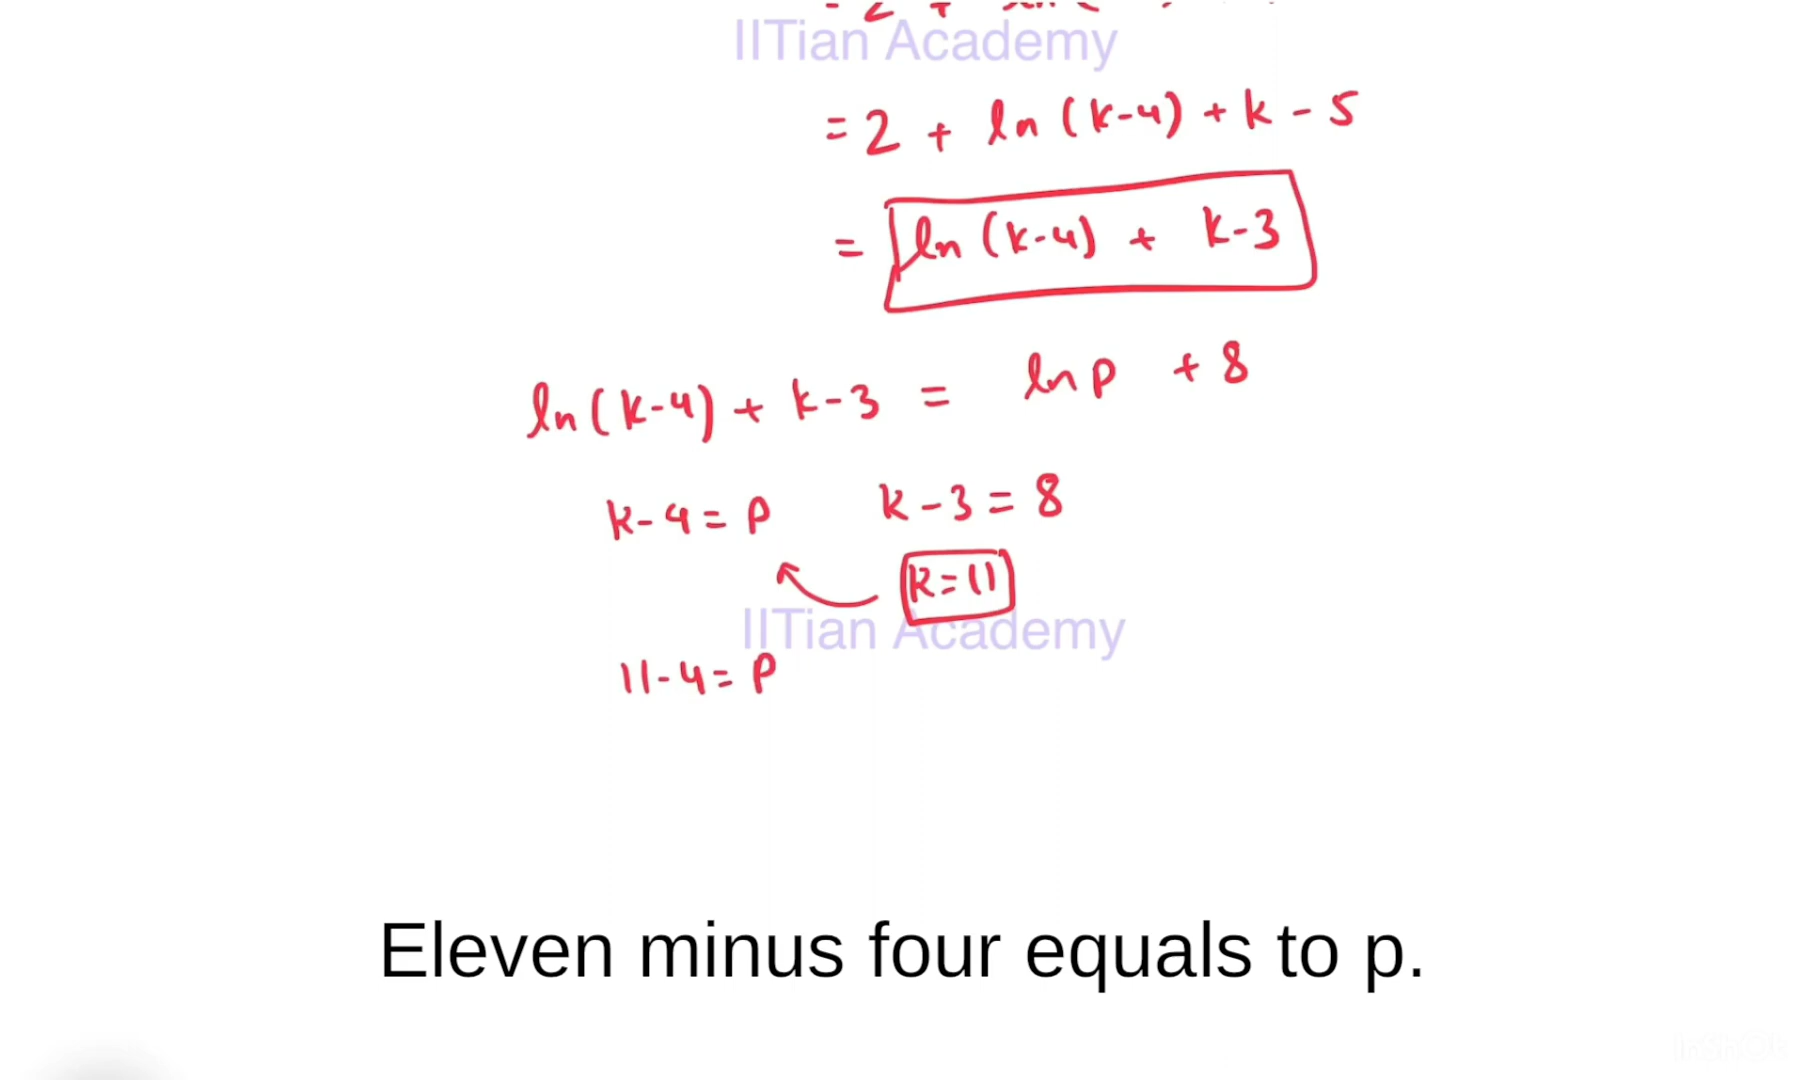 IITian Academy
= 2 + ln (k-4) + k - 5
= ln (k-4) + k-3
ln (k-4) + k-3 = ln p + 8
k-4 = p k-3 = 8
k=11
IITian Academy
11-4= p
Eleven minus four equals to p.
InShOt